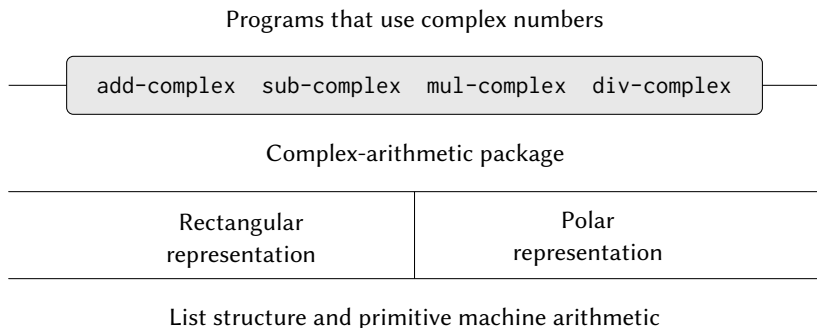 Programs that use complex numbers
add-complex sub-complex mul-complex div-complex
Complex-arithmetic package
Rectangular
representation
Polar
representation
List structure and primitive machine arithmetic